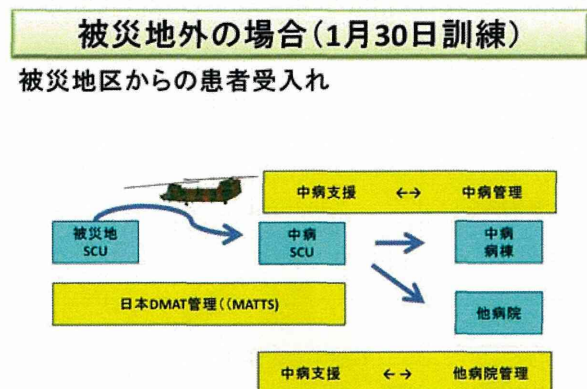 被災地外の場合(1月30日訓練)
被災地区からの患者受入れ
中病支援 ←→ 中病管理
被災地
SCU
中病
SCU
中病
病棟
日本DMAT管理((MATTS)
他病院
中病支援 ←→ 他病院管理